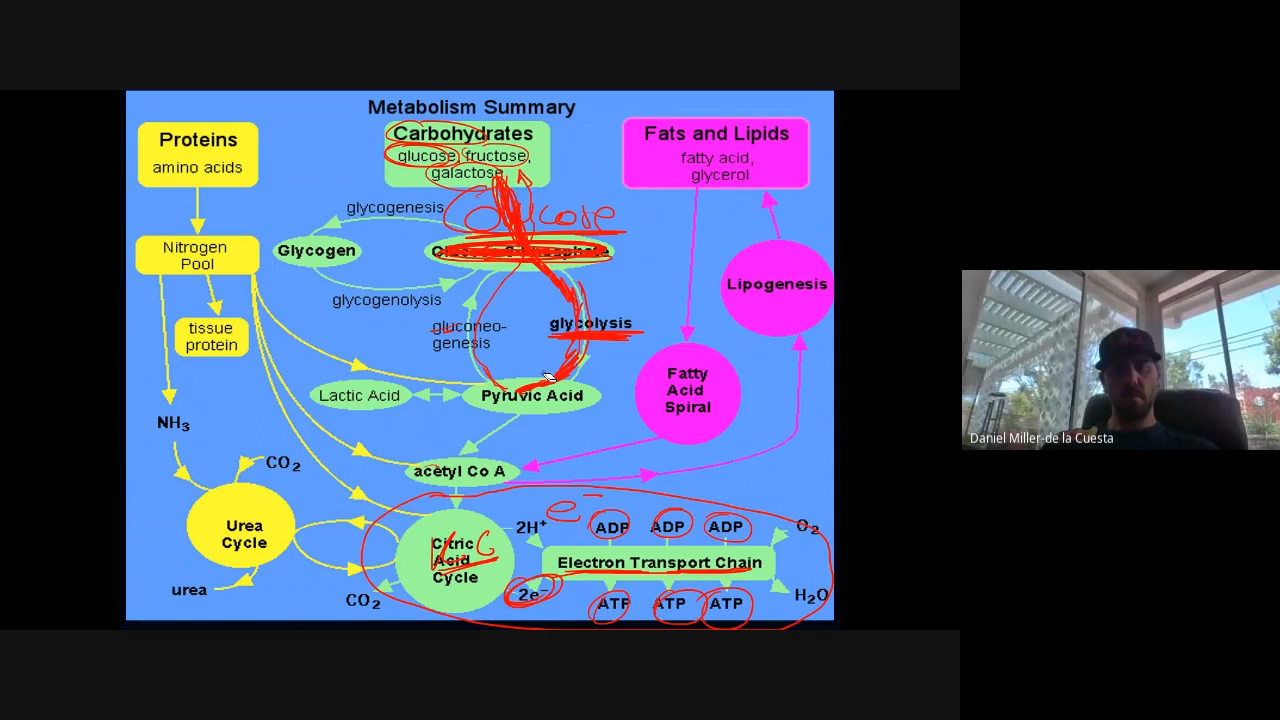 Metabolism Summary
Proteins
amino acids
Carbohydrates
glucose, fructose,
galactose
Fats and Lipids
fatty acid,
glycerol
glycogenesis
Glucose
Nitrogen
Pool
Glycogen
Lipogenesis
glycogenolysis
gluconeo-
genesis
glycolysis
tissue
protein
Fatty
Acid
Spiral
Lactic Acid
Pyruvic Acid
NH3
CO2
acetyl Co A
Urea
Cycle
urea
Citric
Acid
Cycle
CO2
2H+
e-
2e-
ADP
ADP
ADP
O2
Electron Transport Chain
ATP
ATP
ATP
H2O
Daniel Miller-de la Cuesta